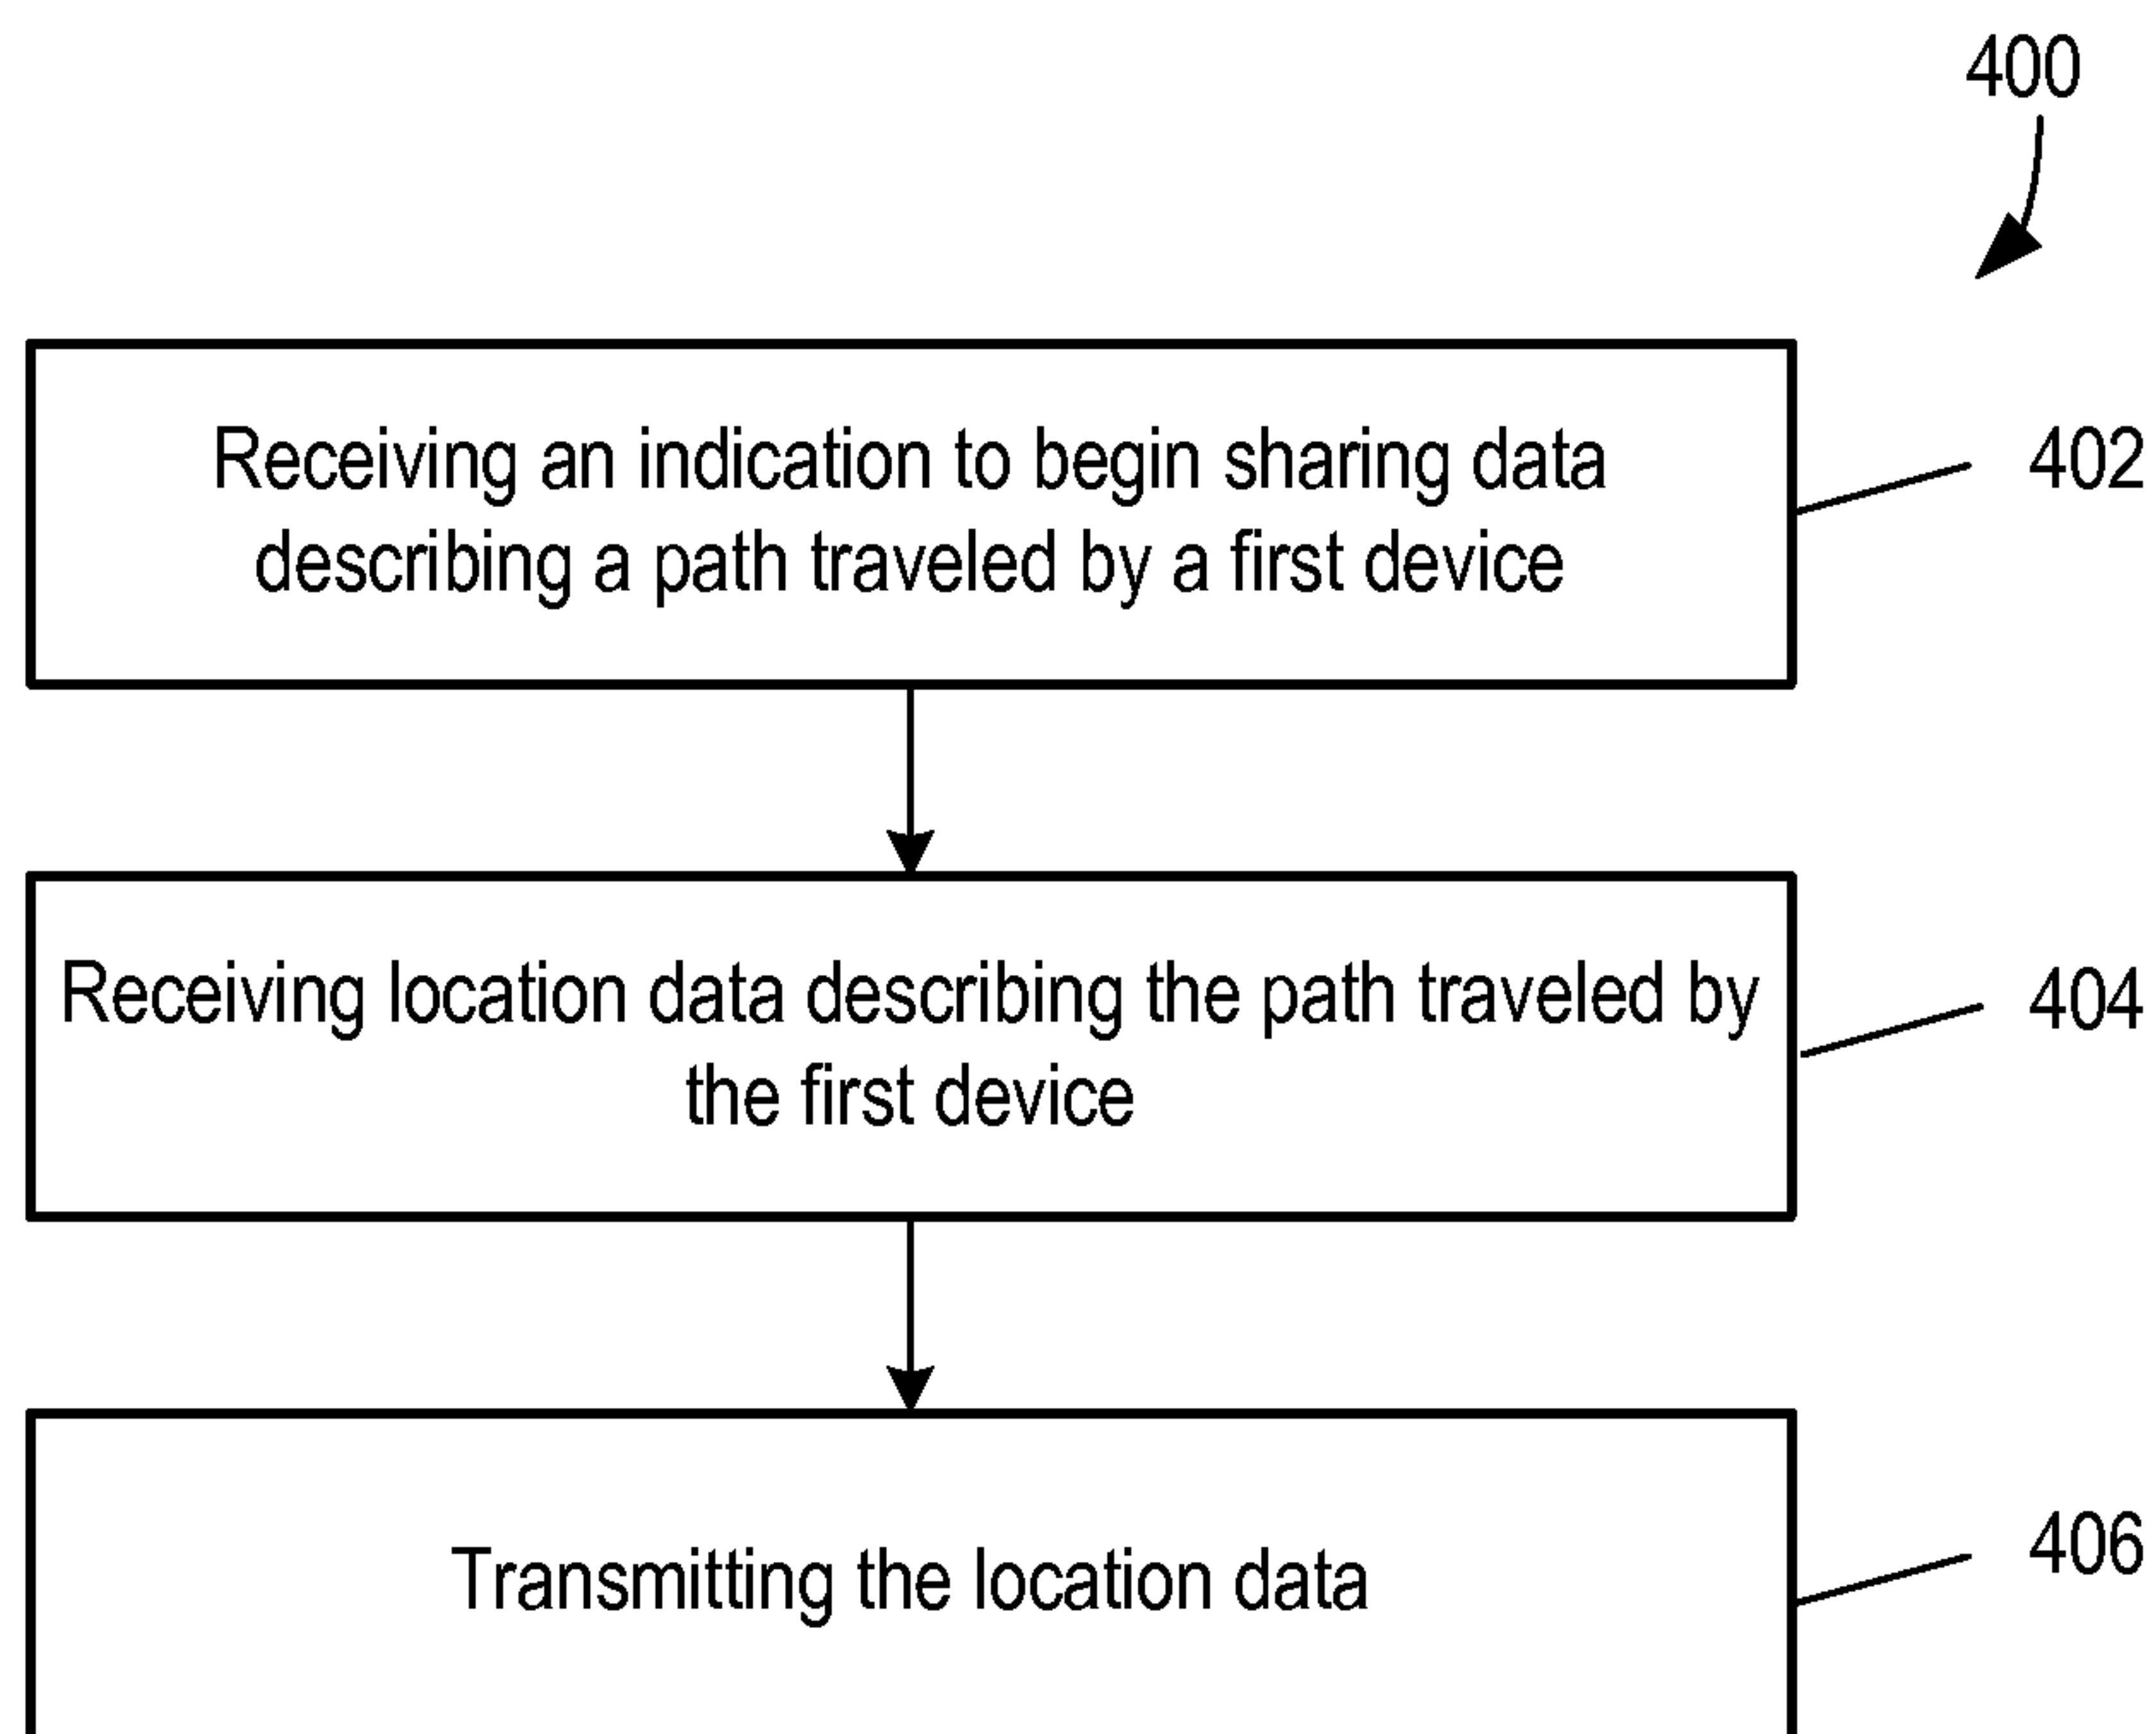 400
Receiving an indication to begin sharing data
describing a path traveled by a first device
402
Receiving location data describing the path traveled by
the first device
404
Transmitting the location data
406